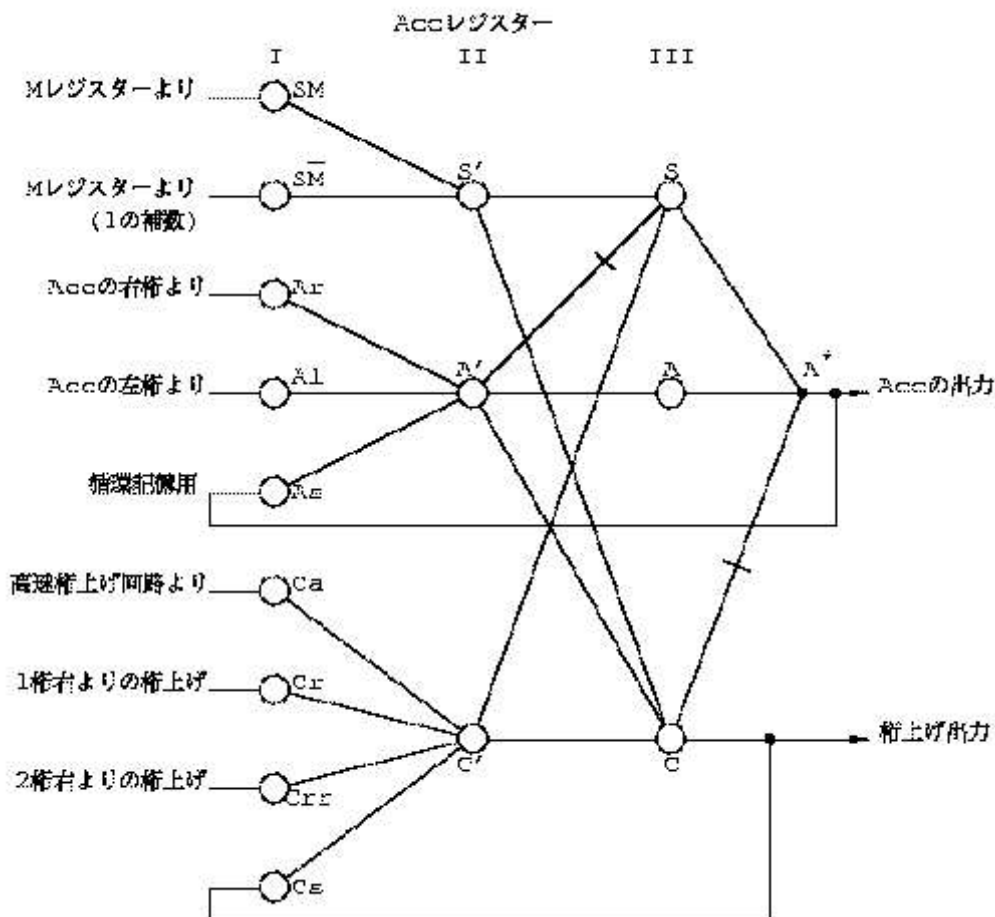 Accレジスター
I II III
Mレジスターより SM
Mレジスターより SM̅ S' S
(1の補数)
Accの右桁より Ar
Accの左桁より Al A' A A+ Accの出力
循環記憶用 As
高速桁上げ回路より Ca
1桁右よりの桁上げ Cr
C' C 桁上げ出力
2桁右よりの桁上げ Crr
Cs